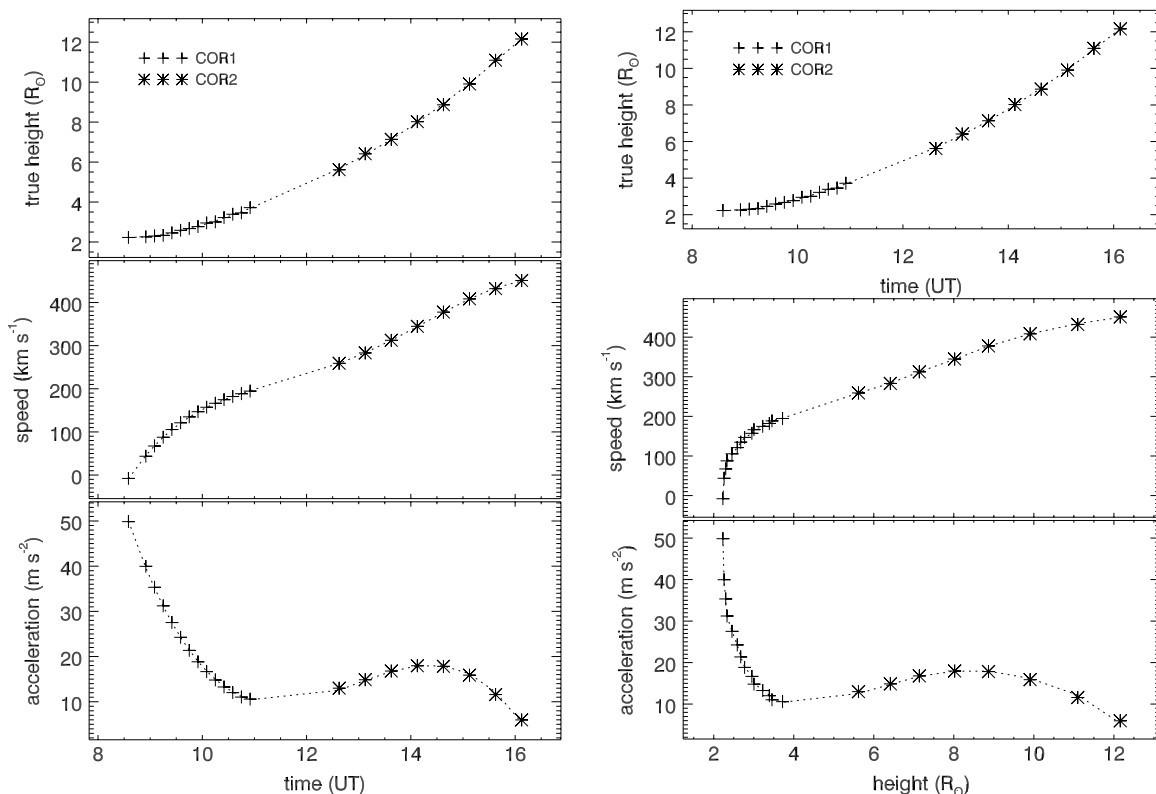 12
10
8
6
4
2
true height (R⊙)
COR1
COR2
400
300
200
100
0
speed (km s⁻¹)
50
40
30
20
10
acceleration (m s⁻²)
8 10 12 14 16
time (UT)
12
10
8
6
4
2
true height (R⊙)
COR1
COR2
8 10 12 14 16
time (UT)
400
300
200
100
0
speed (km s⁻¹)
50
40
30
20
10
acceleration (m s⁻²)
2 4 6 8 10 12
height (R⊙)